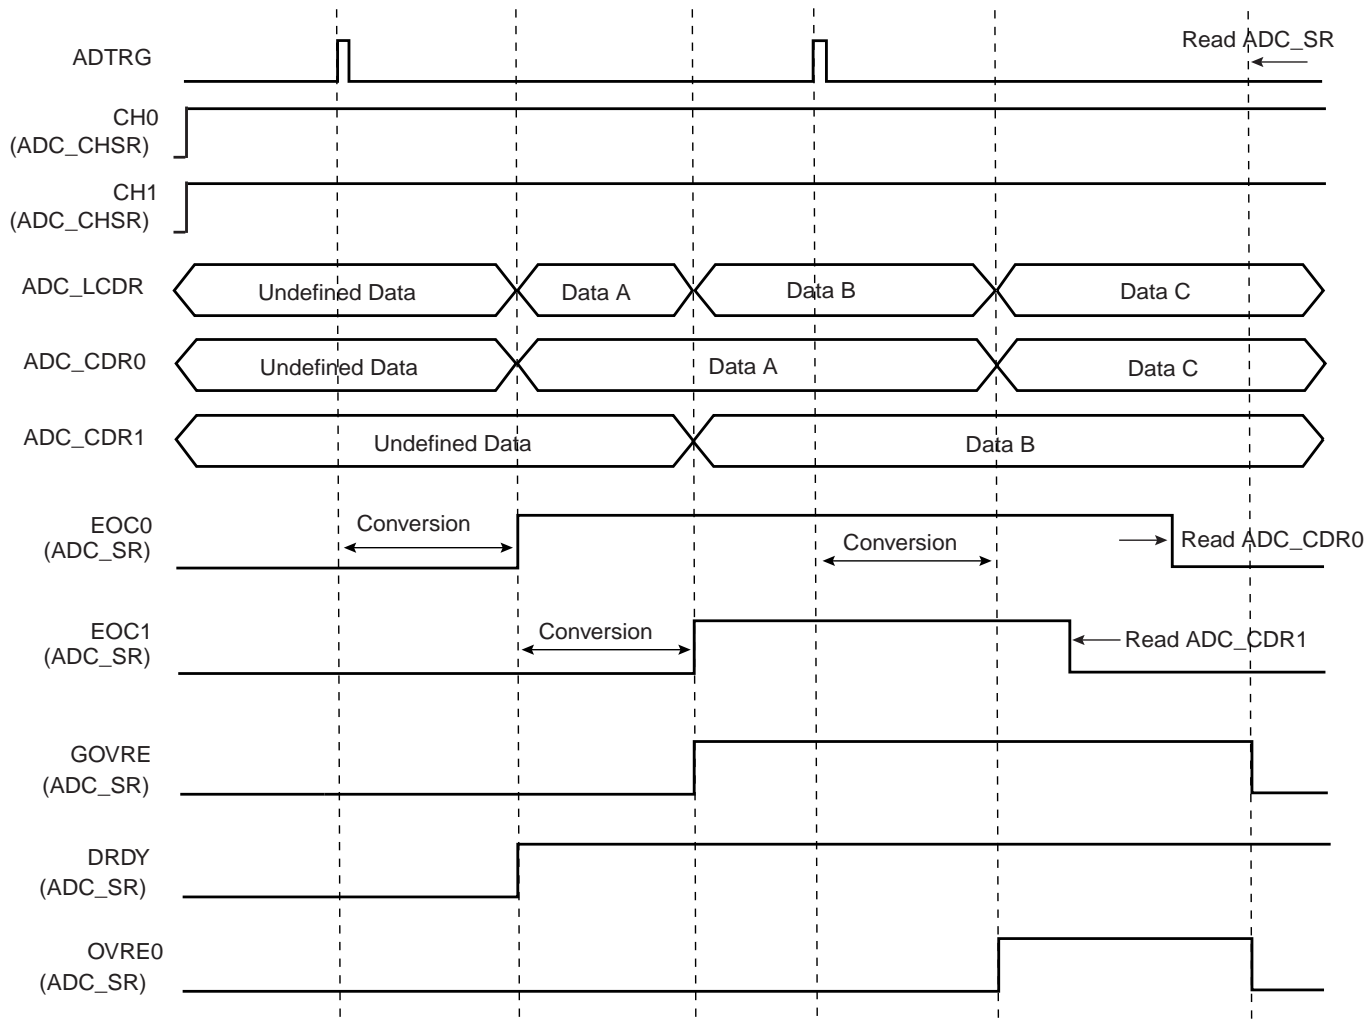 ADTRG
Read ADC_SR
CH0
(ADC_CHSR)
CH1
(ADC_CHSR)
ADC_LCDR
Undefined Data
Data A
Data B
Data C
ADC_CDR0
Undefined Data
Data A
Data C
ADC_CDR1
Undefined Data
Data B
EOC0
(ADC_SR)
Conversion
Conversion
Read ADC_CDR0
EOC1
(ADC_SR)
Conversion
Read ADC_CDR1
GOVRE
(ADC_SR)
DRDY
(ADC_SR)
OVRE0
(ADC_SR)